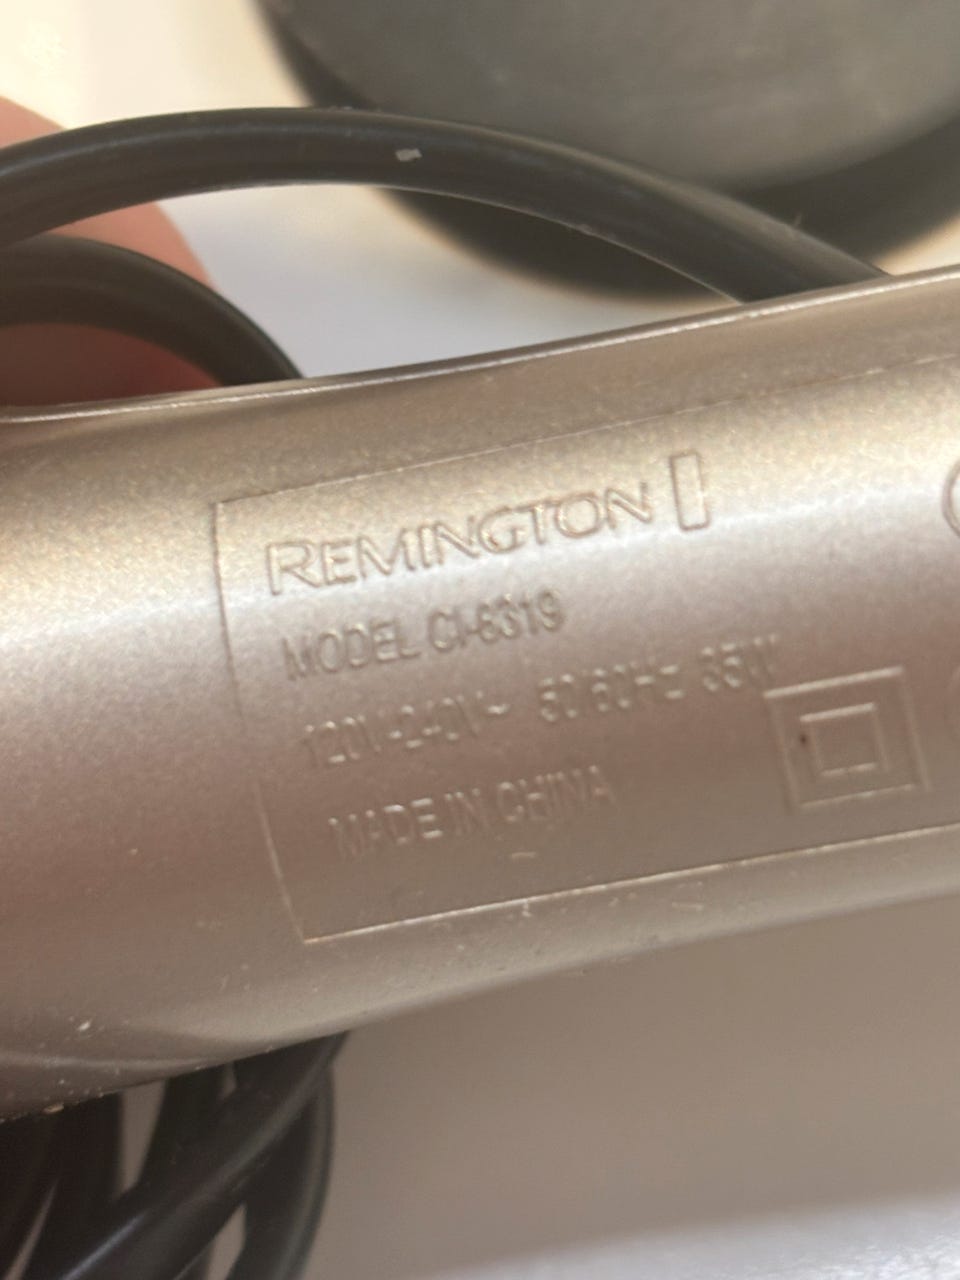 REMINGTON
MODEL CI-6319
120V-240V~ 50/60Hz 35W
MADE IN CHINA